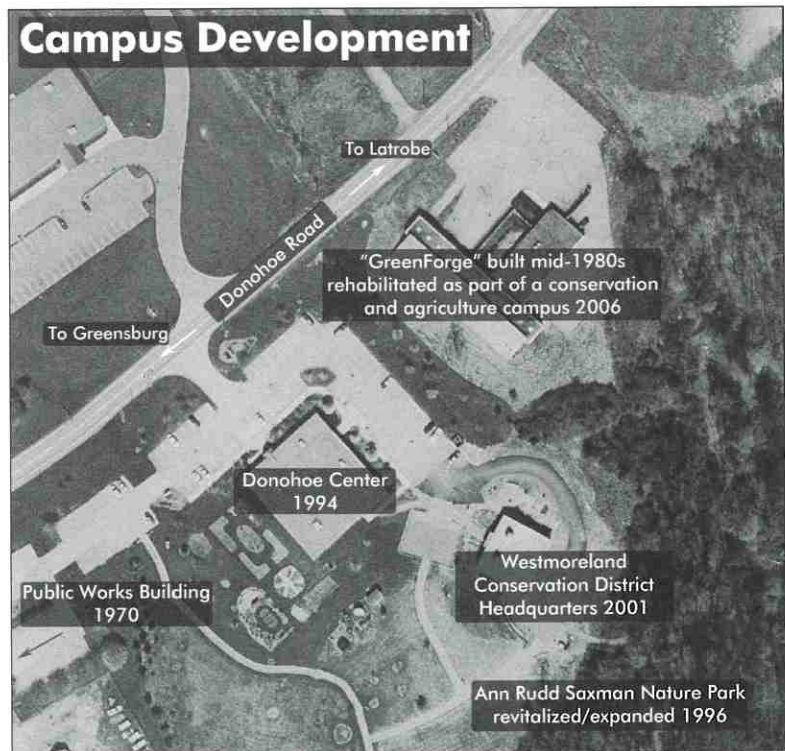 Campus Development
To Latrobe
Donohoe Road
"GreenForge" built mid-1980s
rehabilitated as part of a conservation
and agriculture campus 2006
To Greensburg
Donohoe Center
1994
Westmoreland
Conservation District
Headquarters 2001
Public Works Building
1970
Ann Rudd Saxman Nature Park
revitalized/expanded 1996